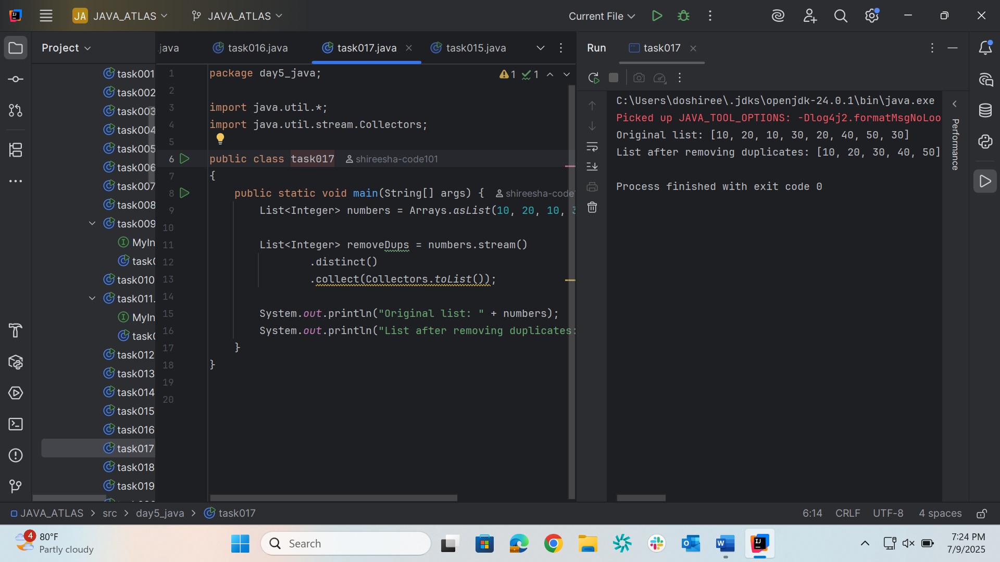 JA JAVA_ATLAS JAVA_ATLAS Current File
Project
.java task016.java task017.java task015.java
Run task017
task001
task002
task003
task004
task005
task006
task007
task008
task009
MyIn
task0
task010
task011.
MyIn
task0
task012
task013
task014
task015
task016
task017
task018
task019
1 package day5_java;
1 1
2
3 import java.util.*;
4 import java.util.stream.Collectors;
5
6 public class task017 shireesha-code101
7 {
8 public static void main(String[] args) { shireesha-code1
9 List<Integer> numbers = Arrays.asList(10, 20, 10, 3
10
11 List<Integer> removeDups = numbers.stream()
12 .distinct()
13 .collect(Collectors.toList());
14
15 System.out.println("Original list: " + numbers);
16 System.out.println("List after removing duplicates:
17 }
18 }
19
20
C:\Users\doshiree\.jdks\openjdk-24.0.1\bin\java.exe
Picked up JAVA_TOOL_OPTIONS: -Dlog4j2.formatMsgNoLoo
Original list: [10, 20, 10, 30, 20, 40, 50, 30]
List after removing duplicates: [10, 20, 30, 40, 50]
Process finished with exit code 0
Performance
JAVA_ATLAS > src > day5_java > task017
6:14 CRLF UTF-8 4 spaces
4
80°F
Partly cloudy
Search
7:24 PM
7/9/2025